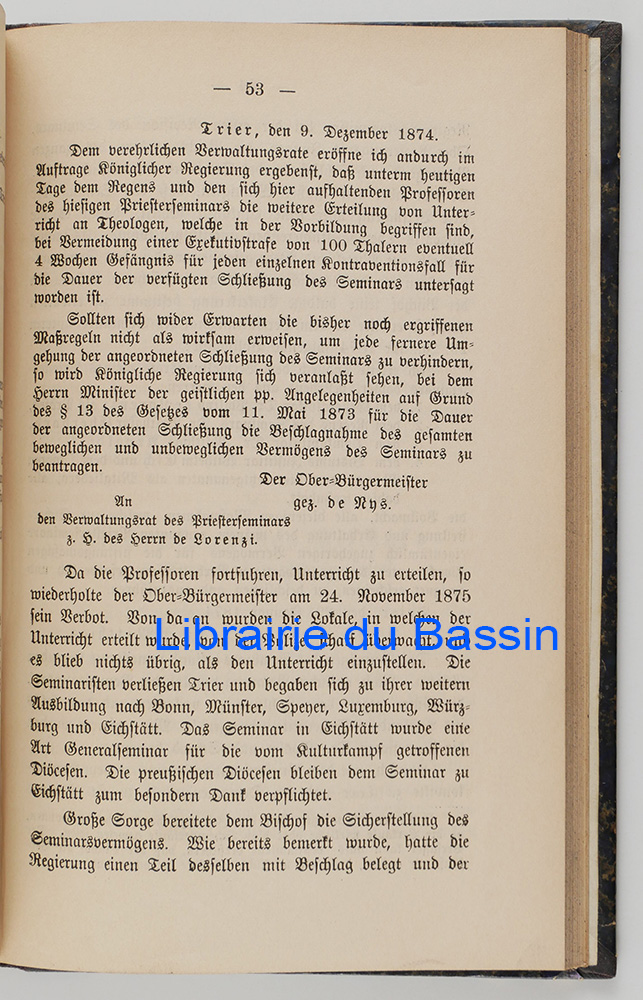 — 53 —
Trier, den 9. Dezember 1874.
Dem verehrlichen Verwaltungsrate eröffne ich andurch im
Auftrage Königlicher Regierung ergebenst, daß unterm heutigen
Tage dem Regens und den sich hier aufhaltenden Professoren
des hiesigen Priesterseminars die weitere Erteilung von Unter-
richt an Theologen, welche in der Vorbildung begriffen sind,
bei Vermeidung einer Exekutivstrafe von 100 Thalern eventuell
4 Wochen Gefängnis für jeden einzelnen Kontraventionsfall für
die Dauer der verfügten Schließung des Seminars untersagt
worden ist.
Sollten sich wider Erwarten die bisher noch ergriffenen
Maßregeln nicht als wirksam erweisen, um jede fernere Um-
gehung der angeordneten Schließung des Seminars zu verhindern,
so wird Königliche Regierung sich veranlaßt sehen, bei dem
Herrn Minister der geistlichen pp. Angelegenheiten auf Grund
des § 13 des Gesetzes vom 11. Mai 1873 für die Dauer
der angeordneten Schließung die Beschlagnahme des gesamten
beweglichen und unbeweglichen Vermögens des Seminars zu
beantragen.
Der Ober-Bürgermeister
An gez. de Nys.
den Verwaltungsrat des Priesterseminars
z. H. des Herrn de Lorenzi.
Da die Professoren fortfuhren, Unterricht zu erteilen, so
wiederholte der Ober-Bürgermeister am 24. November 1875
sein Verbot. Von da an wurden die Lokale, in welchen der
Unterricht erteilt wurde, von der Polizei scharf überwacht, und
es blieb nichts übrig, als den Unterricht einzustellen. Die
Seminaristen verließen Trier und begaben sich zu ihrer weitern
Ausbildung nach Bonn, Münster, Speyer, Luxemburg, Würz-
burg und Eichstätt. Das Seminar in Eichstätt wurde eine
Art Generalseminar für die vom Kulturkampf getroffenen
Diöcesen. Die preußischen Diöcesen bleiben dem Seminar zu
Eichstätt zum besondern Dank verpflichtet.
Große Sorge bereitete dem Bischof die Sicherstellung des
Seminarsvermögens. Wie bereits bemerkt wurde, hatte die
Regierung einen Teil desselben mit Beschlag belegt und der
Librairie du Bassin